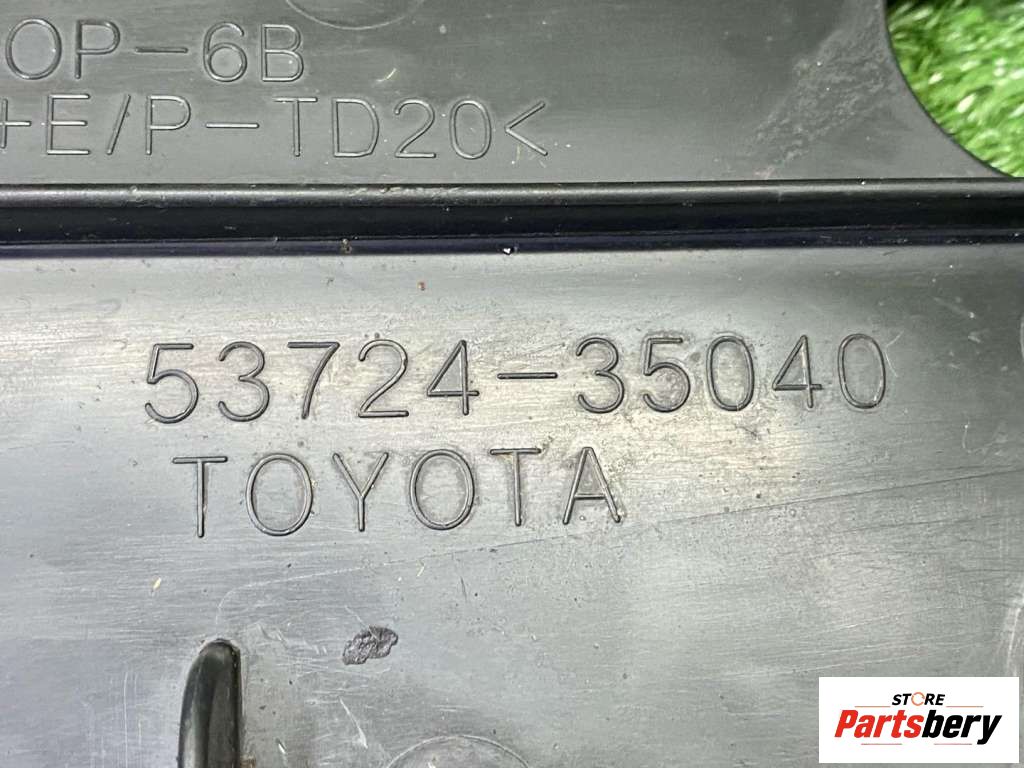 OP-6B
+E/P-TD20<
53724-35040
TOYOTA
STORE
Partsbery